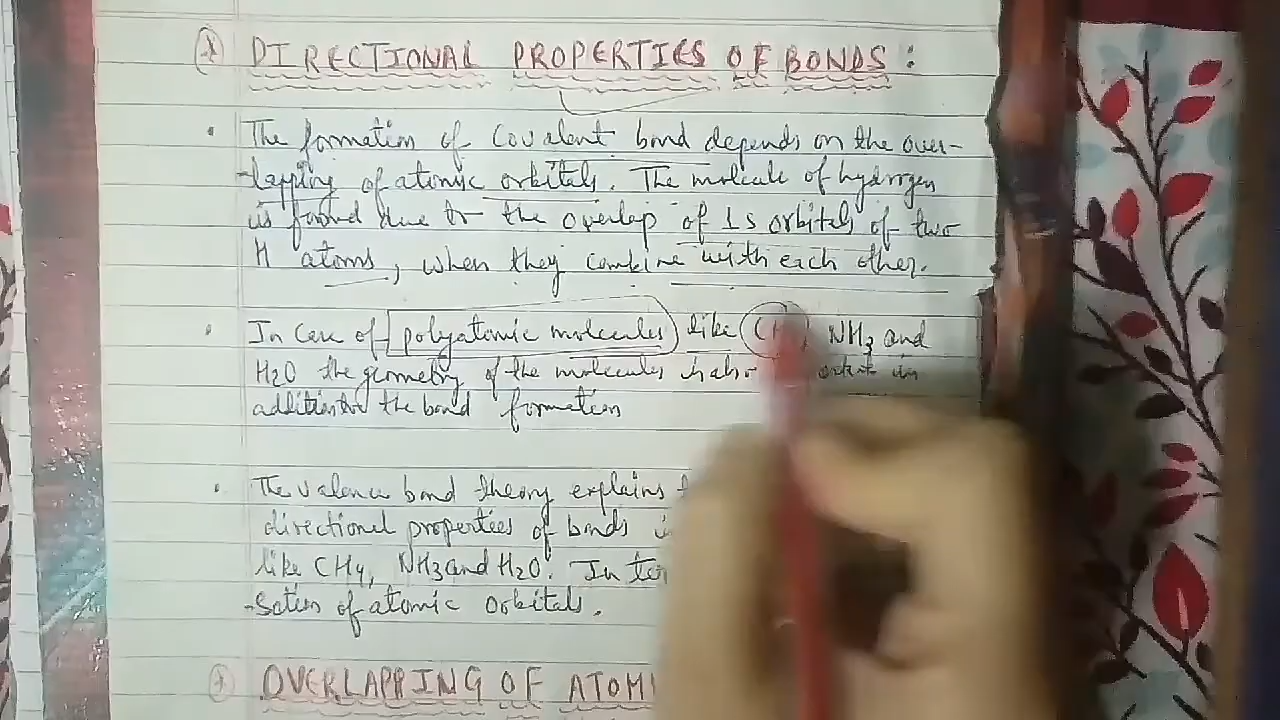 DIRECTIONAL PROPERTIES OF BONDS :
• The formation of Covalent bond depends on the over-
-lapping of atomic orbitals. The molecule of hydrogen
is formed due to the overlap of 1s orbitals of two
H atoms, when they combine with each other.
• In Case of polyatomic molecules like NH3 and
H2O the geometry of the molecules is also in
addition to the bond formation
• The valence bond theory explains
directional properties of bonds
like CH4, NH3 and H2O. In
-sation of atomic orbitals.
OVERLAPPING OF